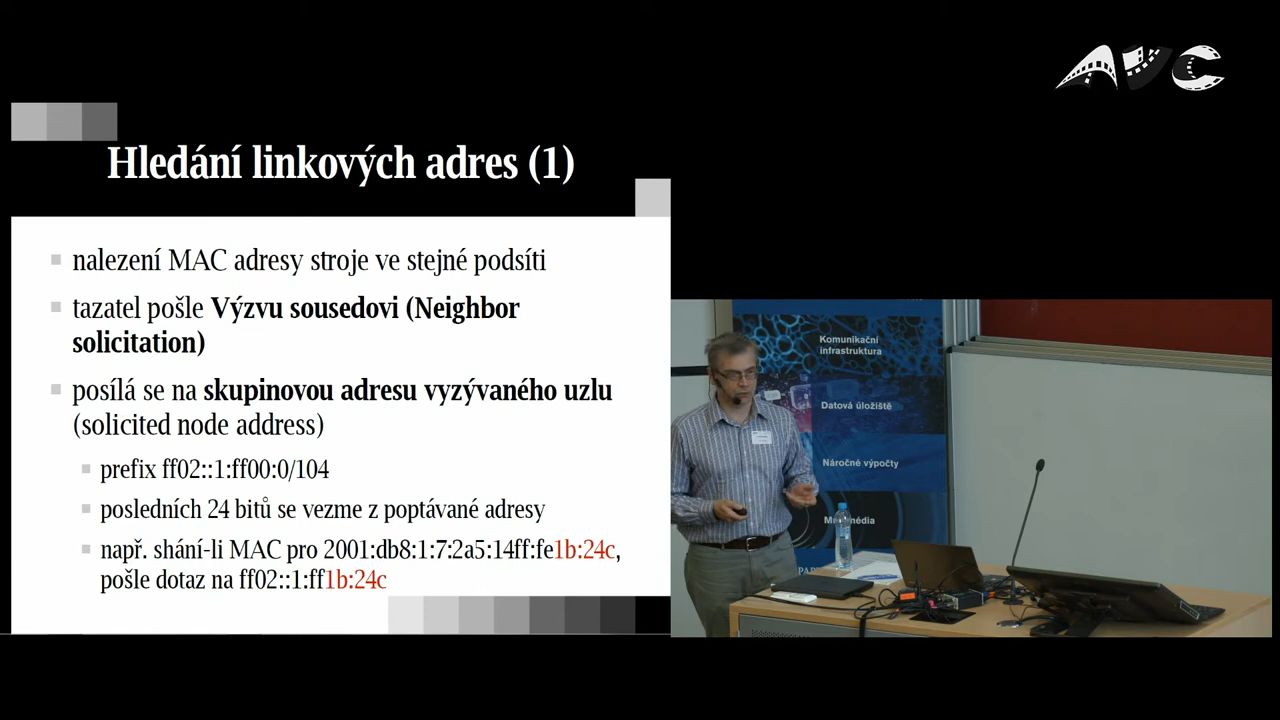 AVC
Hledání linkových adres (1)
nalezení MAC adresy stroje ve stejné podsíti
tazatel pošle Výzvu sousedovi (Neighbor
solicitation)
posílá se na skupinovou adresu vyzývaného uzlu
(solicited node address)
prefix ff02::1:ff00:0/104
posledních 24 bitů se vezme z poptávané adresy
např. shání-li MAC pro 2001:db8:1:7:2a5:14ff:fe1b:24c,
pošle dotaz na ff02::1:ff1b:24c
Komunikační
infrastruktura
Datová úložiště
Náročné výpočty